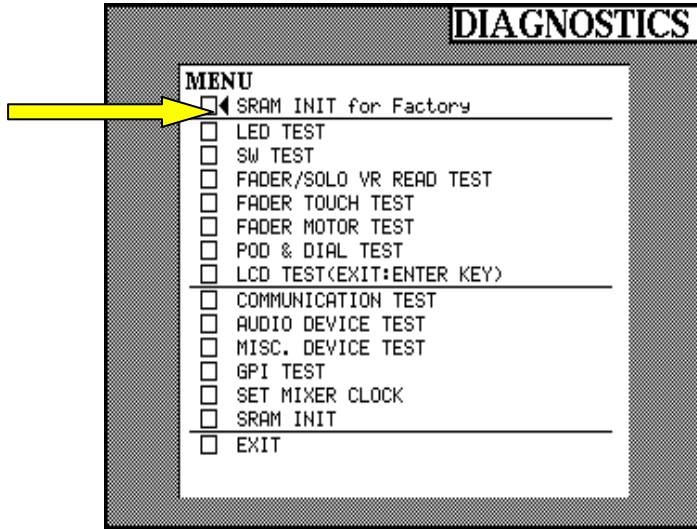 DIAGNOSTICS
MENU
SRAM INIT for Factory
LED TEST
SW TEST
FADER/SOLO VR READ TEST
FADER TOUCH TEST
FADER MOTOR TEST
POD & DIAL TEST
LCD TEST(EXIT:ENTER KEY)
COMMUNICATION TEST
AUDIO DEVICE TEST
MISC. DEVICE TEST
GPI TEST
SET MIXER CLOCK
SRAM INIT
EXIT